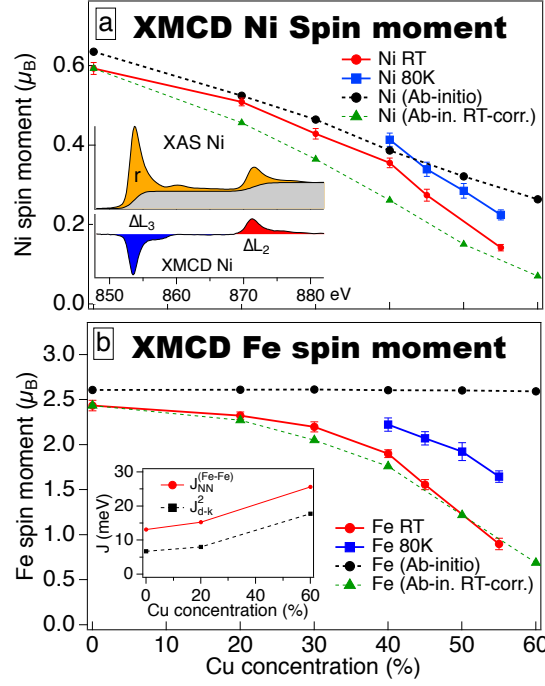 a XMCD Ni Spin moment
Ni spin moment (μB)
0.6
0.4
0.2
0.0
Ni RT
Ni 80K
Ni (Ab-initio)
Ni (Ab-in. RT-corr.)
XAS Ni
r
ΔL3
ΔL2
XMCD Ni
850 860 870 880 eV
b XMCD Fe spin moment
Fe spin moment (μB)
3.0
2.5
2.0
1.5
1.0
0.5
0.0
J (meV)
30
15
0
J NN (Fe-Fe)
J 2 d-k
0 20 40 60
Cu concentration (%)
Fe RT
Fe 80K
Fe (Ab-initio)
Fe (Ab-in. RT-corr.)
0 10 20 30 40 50 60
Cu concentration (%)